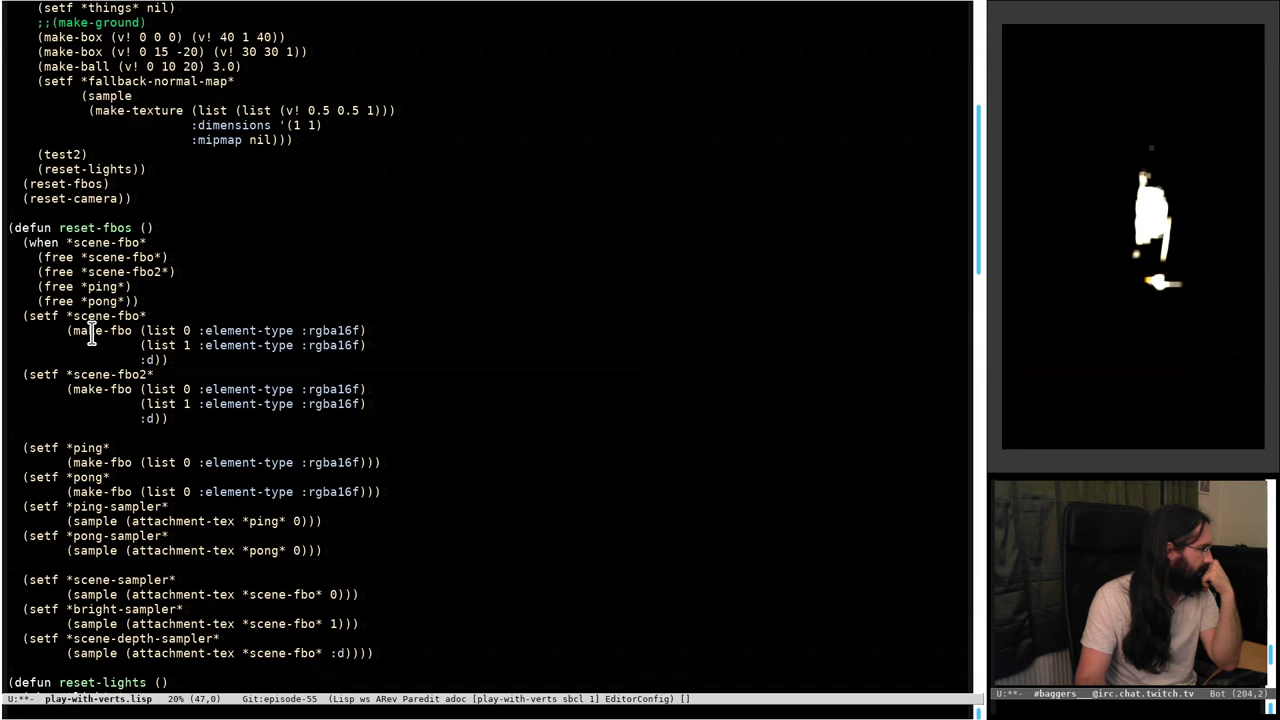 (setf *things* nil)
;;(make-ground)
(make-box (v! 0 0 0) (v! 40 1 40))
(make-box (v! 0 15 -20) (v! 30 30 1))
(make-ball (v! 0 10 20) 3.0)
(setf *fallback-normal-map*
(sample
(make-texture (list (list (v! 0.5 0.5 1)))
:dimensions '(1 1)
:mipmap nil)))
(test2)
(reset-lights))
(reset-fbos)
(reset-camera))
(defun reset-fbos ()
(when *scene-fbo*
(free *scene-fbo*)
(free *scene-fbo2*)
(free *ping*)
(free *pong*))
(setf *scene-fbo*
(make-fbo (list 0 :element-type :rgba16f)
(list 1 :element-type :rgba16f)
:d))
(setf *scene-fbo2*
(make-fbo (list 0 :element-type :rgba16f)
(list 1 :element-type :rgba16f)
:d))
(setf *ping*
(make-fbo (list 0 :element-type :rgba16f)))
(setf *pong*
(make-fbo (list 0 :element-type :rgba16f)))
(setf *ping-sampler*
(sample (attachment-tex *ping* 0)))
(setf *pong-sampler*
(sample (attachment-tex *pong* 0)))
(setf *scene-sampler*
(sample (attachment-tex *scene-fbo* 0)))
(setf *bright-sampler*
(sample (attachment-tex *scene-fbo* 1)))
(setf *scene-depth-sampler*
(sample (attachment-tex *scene-fbo* :d))))
(defun reset-lights ()
U:**- play-with-verts.lisp 20% (47,0) Git:episode-55 (Lisp ws ARev Paredit adoc [play-with-verts sbcl 1] EditorConfig) []
U:**- #baggers__@irc.chat.twitch.tv Bot (204,2)